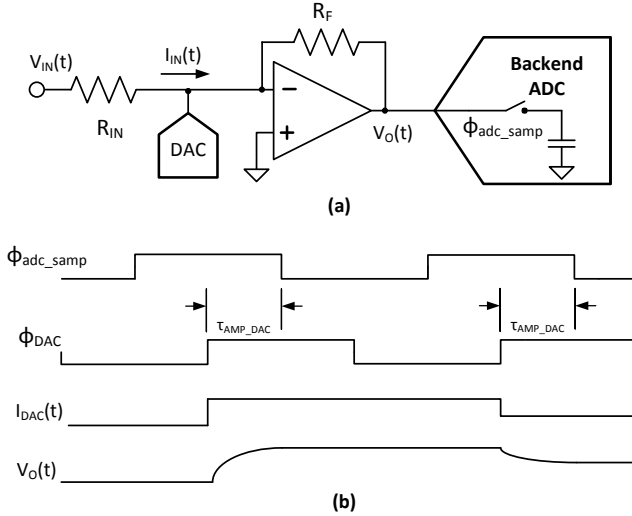 R_F
V_IN(t)
I_IN(t)
R_IN
DAC
V_O(t)
Backend
ADC
Φ_adc_samp
(a)
Φ_adc_samp
τ_AMP_DAC
τ_AMP_DAC
Φ_DAC
I_DAC(t)
V_O(t)
(b)